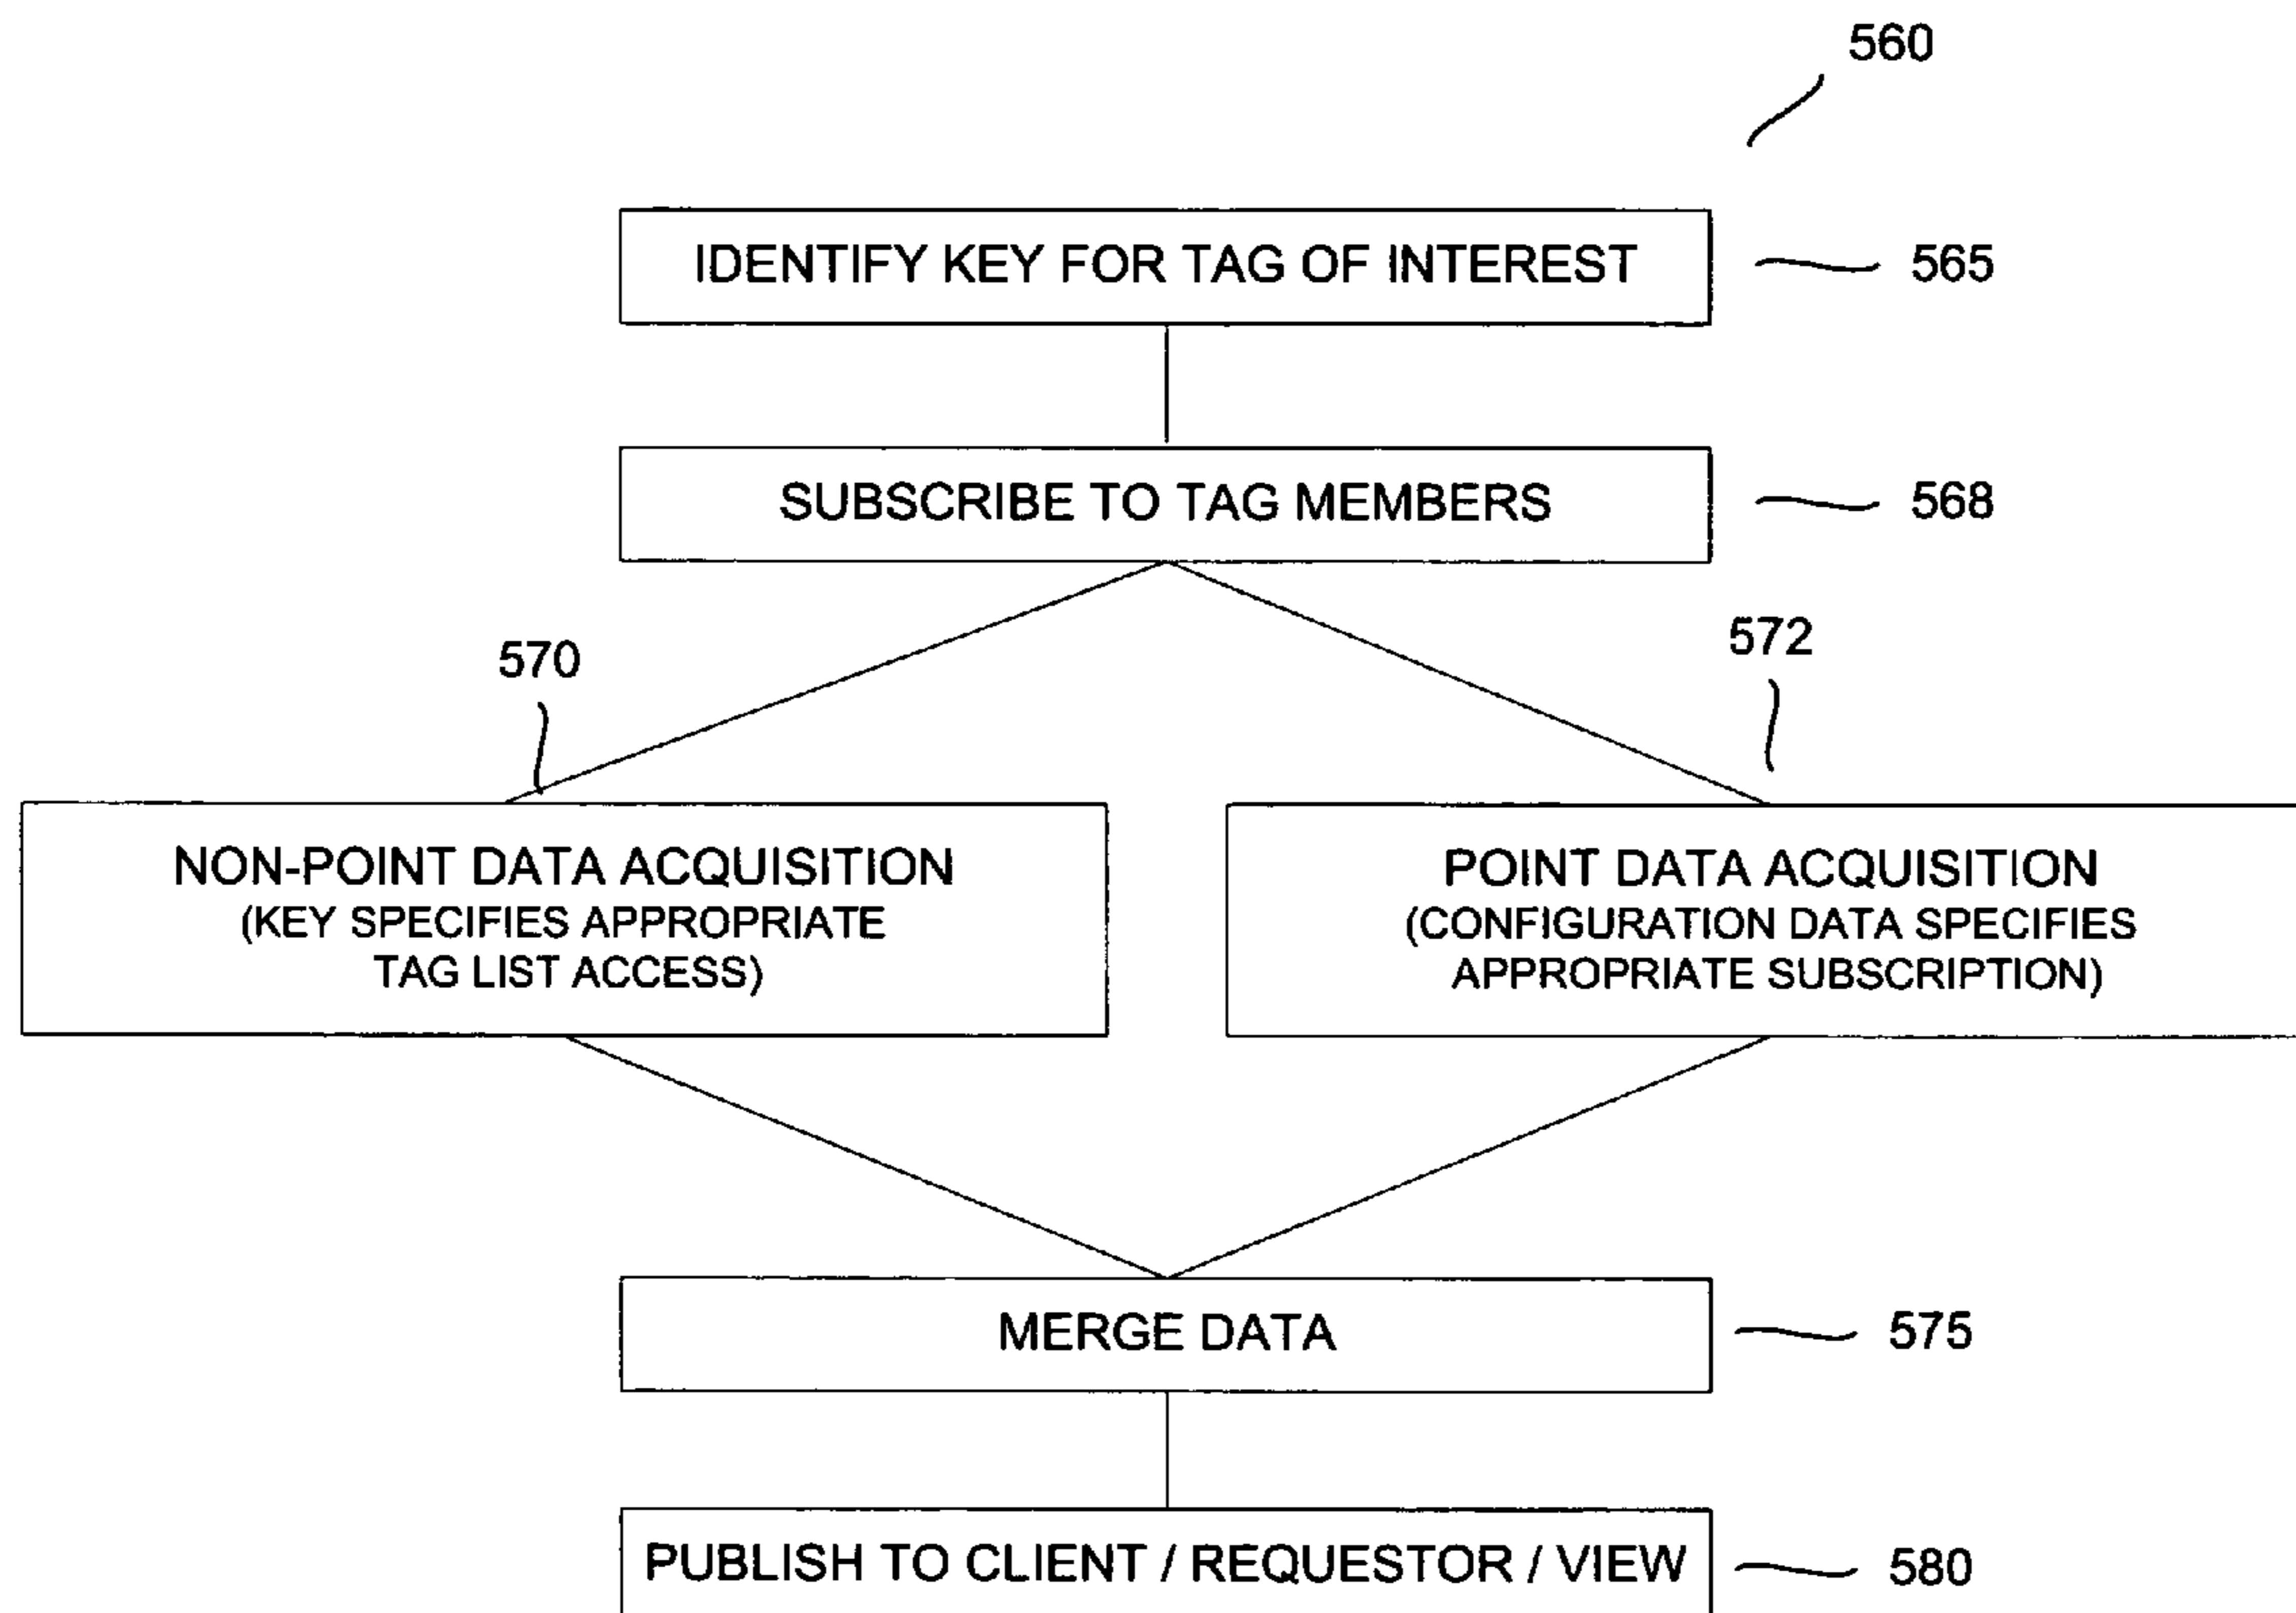 560
IDENTIFY KEY FOR TAG OF INTEREST
565
SUBSCRIBE TO TAG MEMBERS
568
570
572
NON-POINT DATA ACQUISITION
(KEY SPECIFIES APPROPRIATE
TAG LIST ACCESS)
POINT DATA ACQUISITION
(CONFIGURATION DATA SPECIFIES
APPROPRIATE SUBSCRIPTION)
MERGE DATA
575
PUBLISH TO CLIENT / REQUESTOR / VIEW
580